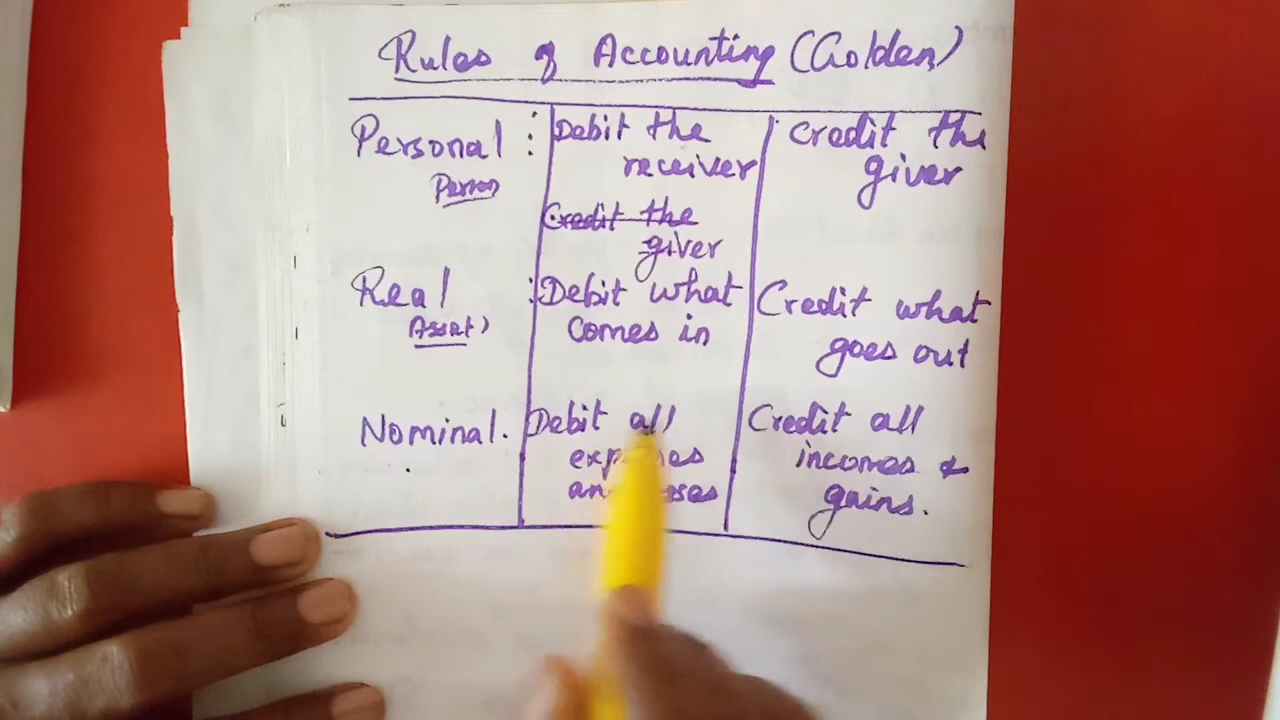 Rules of Accounting (Golden)
Personal : Debit the Credit the
receiver giver
Person
Credit the
giver
Real : Debit what Credit what
Asset) comes in goes out
Nominal. Debit all Credit all
incomes &
gains.